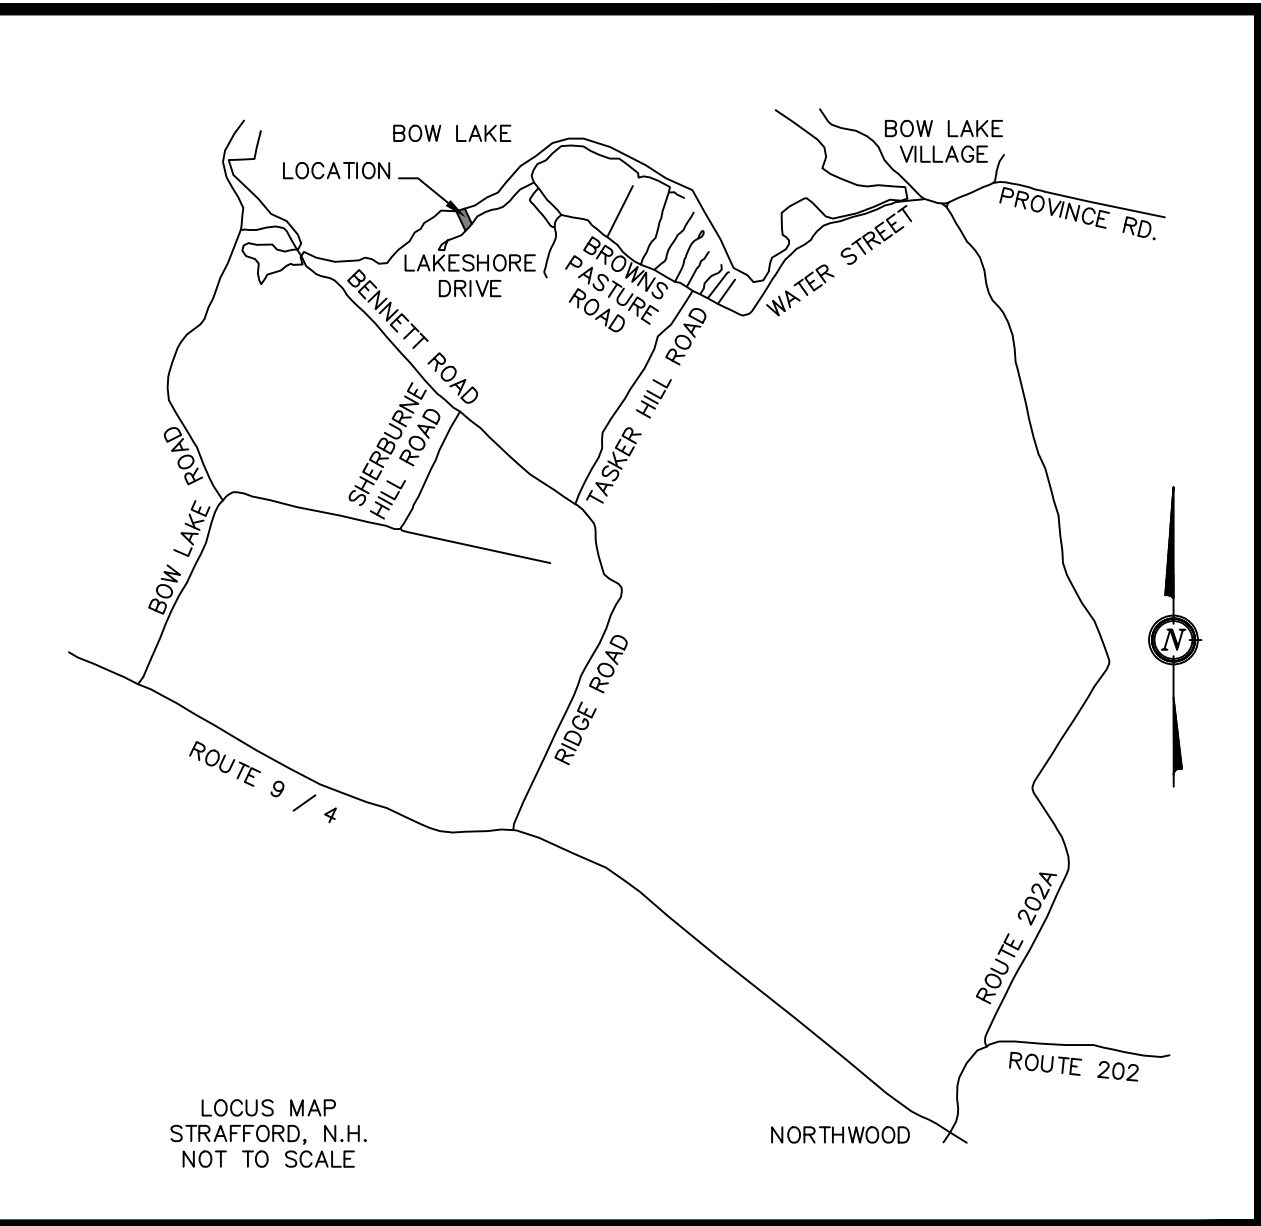 BOW LAKE
BOW LAKE
VILLAGE
LOCATION
PROVINCE RD.
WATER STREET
LAKESHORE
DRIVE
BROWNS
PASTURE
ROAD
BENNETT ROAD
TASKER HILL ROAD
SHERBURNE
HILL ROAD
BOW LAKE ROAD
N
RIDGE ROAD
ROUTE 9 / 4
ROUTE 202A
ROUTE 202
LOCUS MAP
STRAFFORD, N.H.
NOT TO SCALE
NORTHWOOD